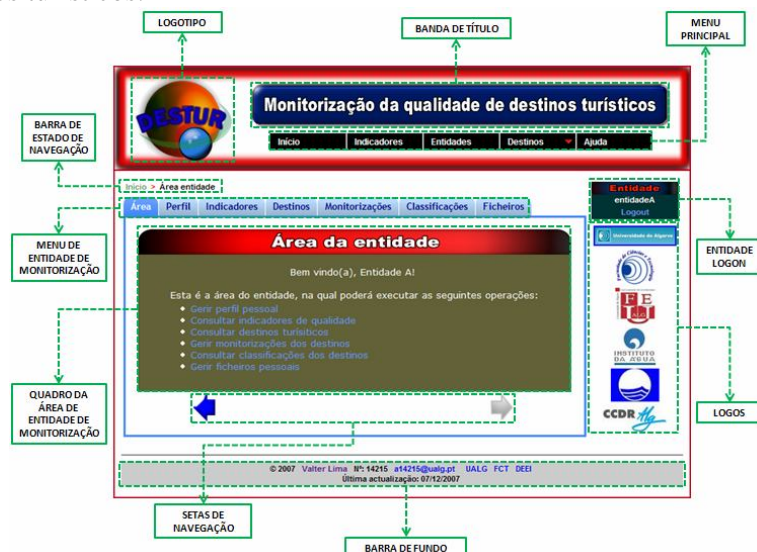 LOGOTIPO
BANDA DE TÍTULO
MENU
PRINCIPAL
DESTUR
Monitorização da qualidade de destinos turísticos
Início Indicadores Entidades Destinos Ajuda
BARRA DE
ESTADO DE
NAVEGAÇÃO
Início > Área entidade
Área Perfil Indicadores Destinos Monitorizações Classificações Ficheiros
Entidade
entidadeA
Logout
MENU DE
ENTIDADE DE
MONITORIZAÇÃO
ENTIDADE
LOGON
Universidade do Algarve
Área da entidade
Bem vindo(a), Entidade A!
Esta é a área do entidade, na qual poderá executar as seguintes operações:
Gerir perfil pessoal
Consultar indicadores de qualidade
Consultar destinos turísiticos
Gerir monitorizações dos destinos
Consultar classificações dos destinos
Gerir ficheiros pessoais
FE
INSTITUTO
DA ÁGUA
CCDR Alg
QUADRO DA
ÁREA DE
ENTIDADE DE
MONITORIZAÇÃO
LOGOS
© 2007 Valter Lima Nº: 14215 a14215@ualg.pt UALG FCT DEEI
Última actualização: 07/12/2007
SETAS DE
NAVEGAÇÃO
BARRA DE FUNDO